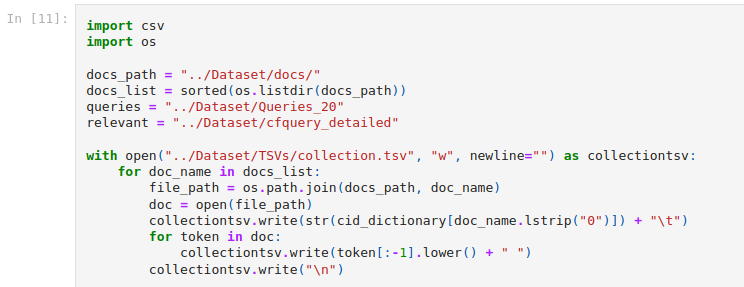 In [11]:
import csv
import os
docs_path = "../Dataset/docs/"
docs_list = sorted(os.listdir(docs_path))
queries = "../Dataset/Queries_20"
relevant = "../Dataset/cfquery_detailed"
with open("../Dataset/TSVs/collection.tsv", "w", newline="") as collectiontsv:
    for doc_name in docs_list:
        file_path = os.path.join(docs_path, doc_name)
        doc = open(file_path)
        collectiontsv.write(str(cid_dictionary[doc_name.lstrip("0")]) + "\t")
        for token in doc:
            collectiontsv.write(token[:-1].lower() + " ")
        collectiontsv.write("\n")